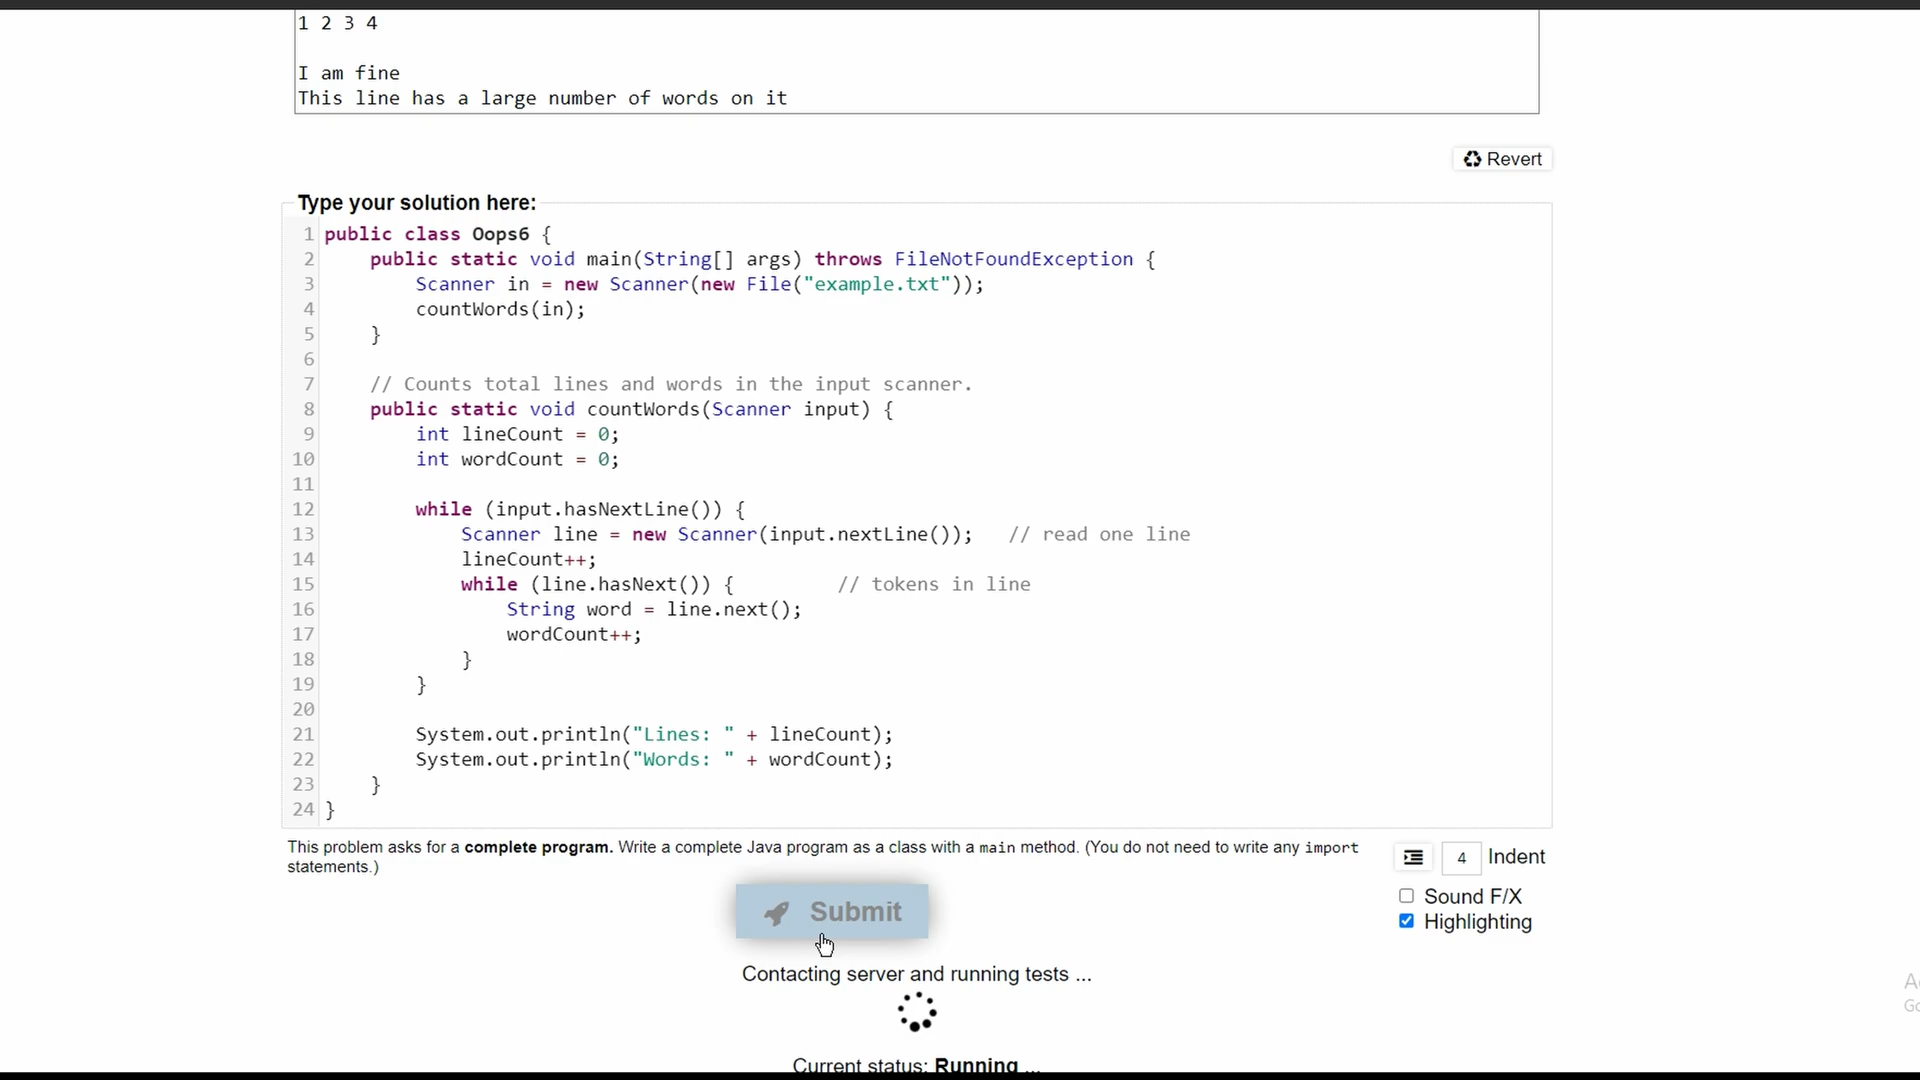 1 2 3 4
I am fine
This line has a large number of words on it
Revert
Type your solution here:
1 public class Oops6 {
2     public static void main(String[] args) throws FileNotFoundException {
3         Scanner in = new Scanner(new File("example.txt"));
4         countWords(in);
5     }
6
7     // Counts total lines and words in the input scanner.
8     public static void countWords(Scanner input) {
9         int lineCount = 0;
10         int wordCount = 0;
11
12         while (input.hasNextLine()) {
13             Scanner line = new Scanner(input.nextLine());   // read one line
14             lineCount++;
15             while (line.hasNext()) {         // tokens in line
16                 String word = line.next();
17                 wordCount++;
18             }
19         }
20
21         System.out.println("Lines: " + lineCount);
22         System.out.println("Words: " + wordCount);
23     }
24 }
This problem asks for a complete program. Write a complete Java program as a class with a main method. (You do not need to write any import
statements.)
4 Indent
Sound F/X
Highlighting
Submit
Contacting server and running tests ...
Current status: Running ...